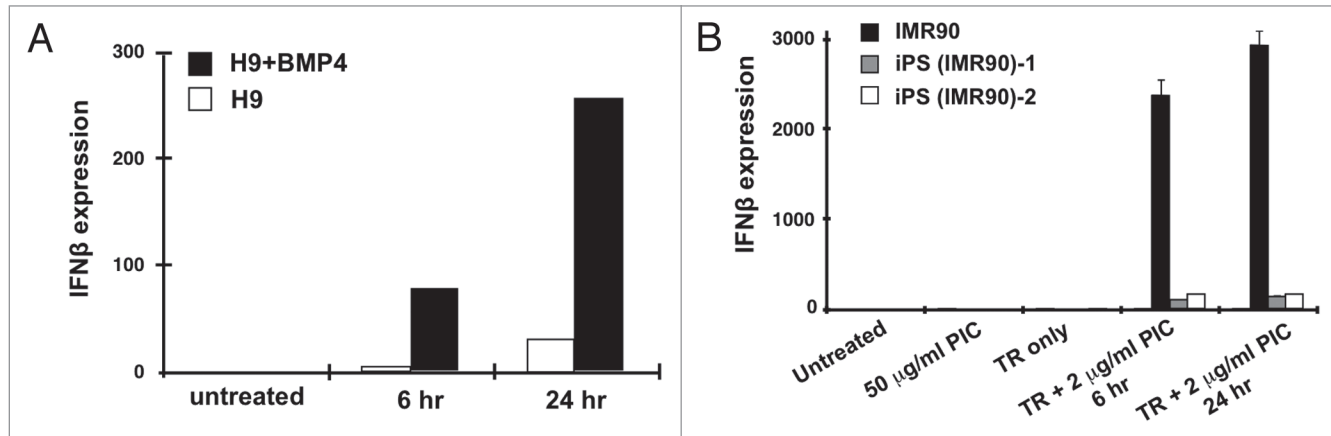 A
IFNβ expression
300
200
100
0
H9+BMP4
H9
untreated
6 hr
24 hr
B
IFNβ expression
3000
2000
1000
0
IMR90
iPS (IMR90)-1
iPS (IMR90)-2
Untreated
50 μg/ml PIC
TR only
TR + 2 μg/ml PIC
6 hr
TR + 2 μg/ml PIC
24 hr